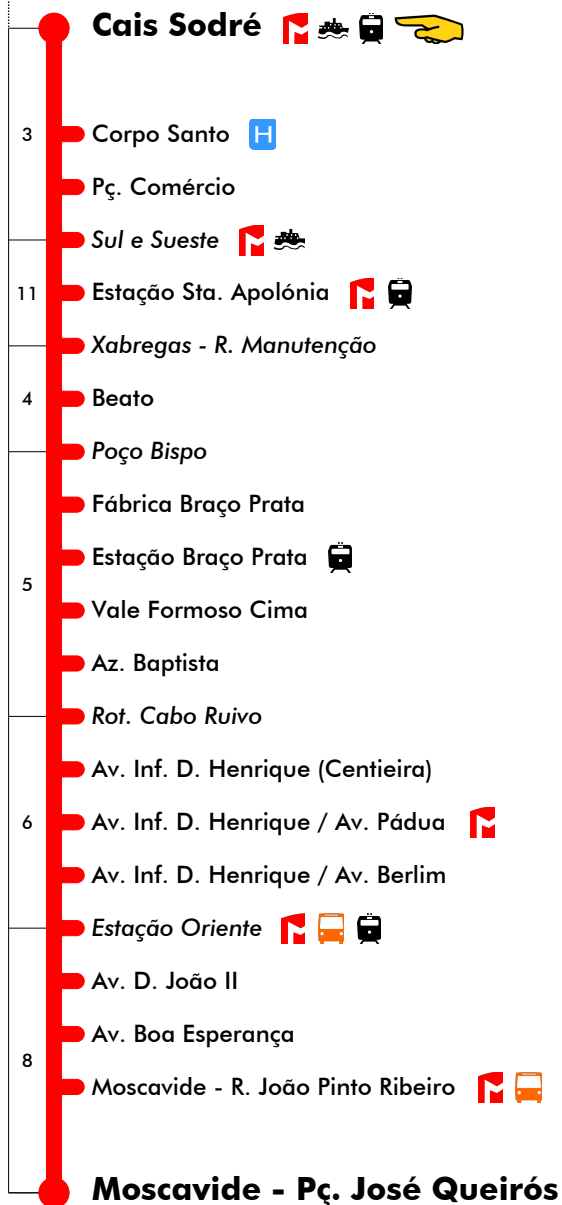 Cais Sodré
3
Corpo Santo H
Pç. Comércio
Sul e Sueste
11
Estação Sta. Apolónia
Xabregas - R. Manutenção
4
Beato
Poço Bispo
Fábrica Braço Prata
Estação Braço Prata
5
Vale Formoso Cima
Az. Baptista
Rot. Cabo Ruivo
Av. Inf. D. Henrique (Centieira)
6
Av. Inf. D. Henrique / Av. Pádua
Av. Inf. D. Henrique / Av. Berlim
Estação Oriente
Av. D. João II
Av. Boa Esperança
8
Moscavide - R. João Pinto Ribeiro
Moscavide - Pç. José Queirós